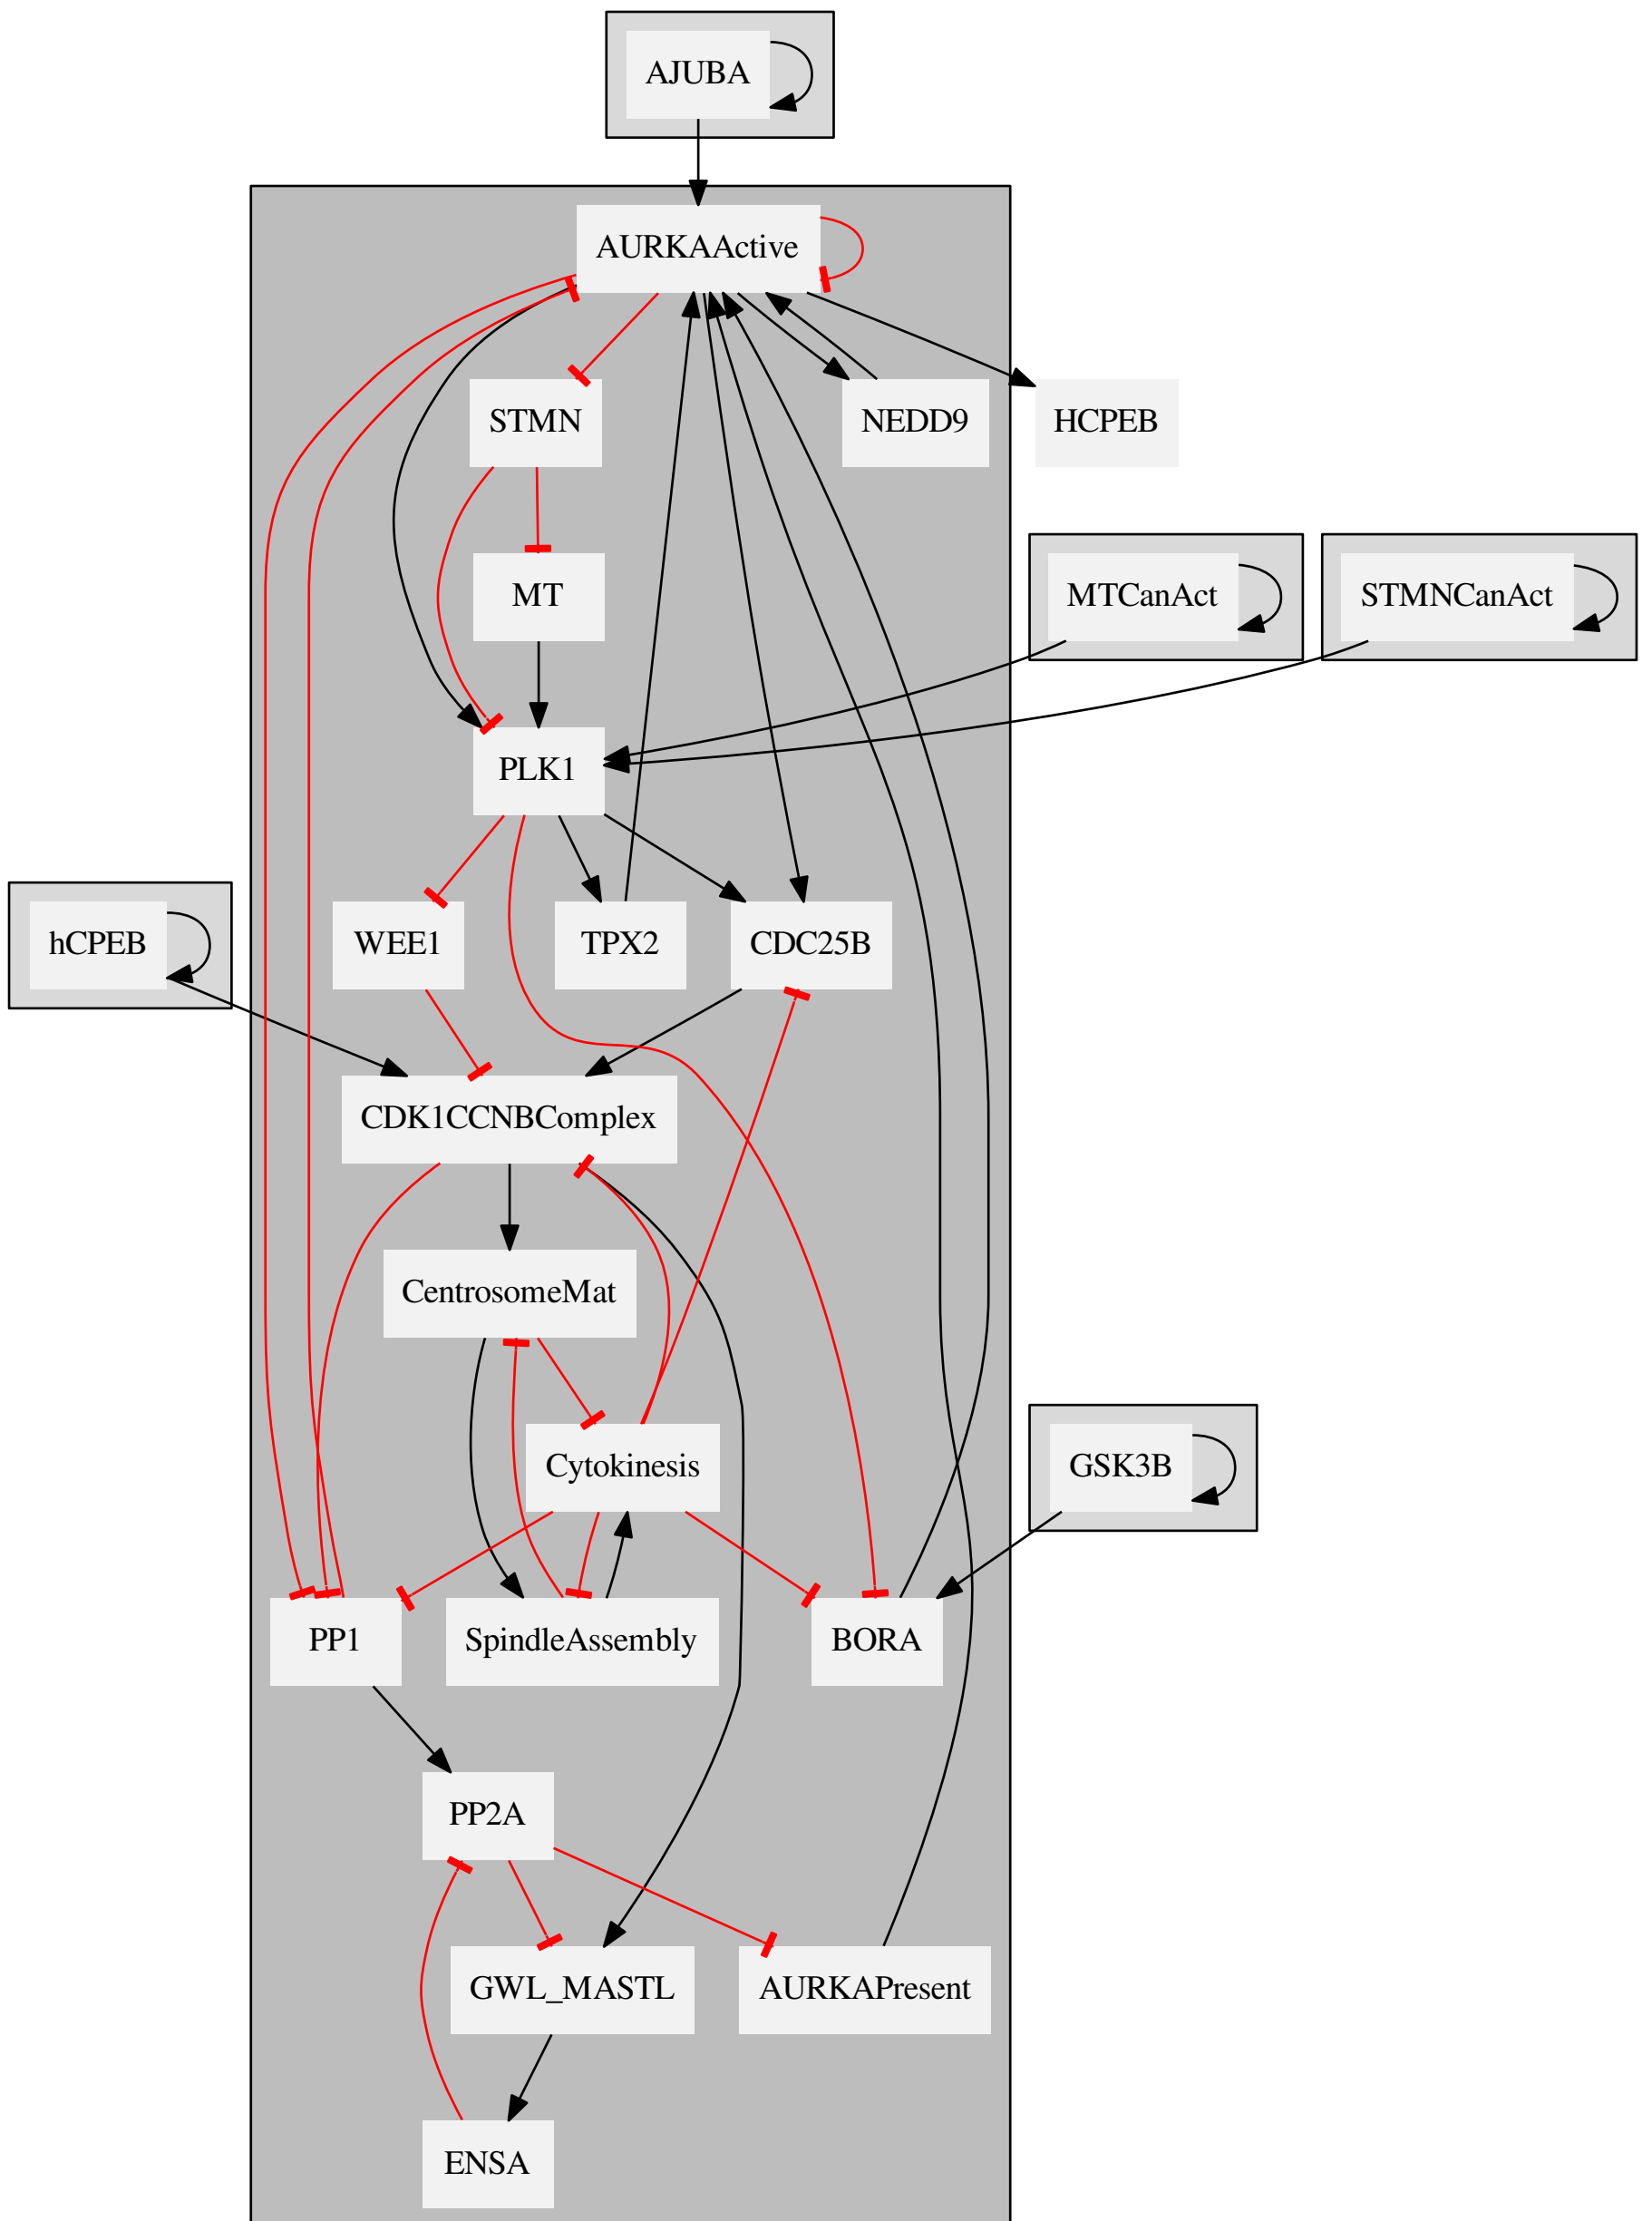 AJUBA
AURKAActive
STMN
NEDD9
HCPEB
MT
MTCanAct
STMNCanAct
PLK1
hCPEB
WEE1
TPX2
CDC25B
CDK1CCNBComplex
CentrosomeMat
Cytokinesis
GSK3B
PP1
SpindleAssembly
BORA
PP2A
GWL_MASTL
AURKAPresent
ENSA